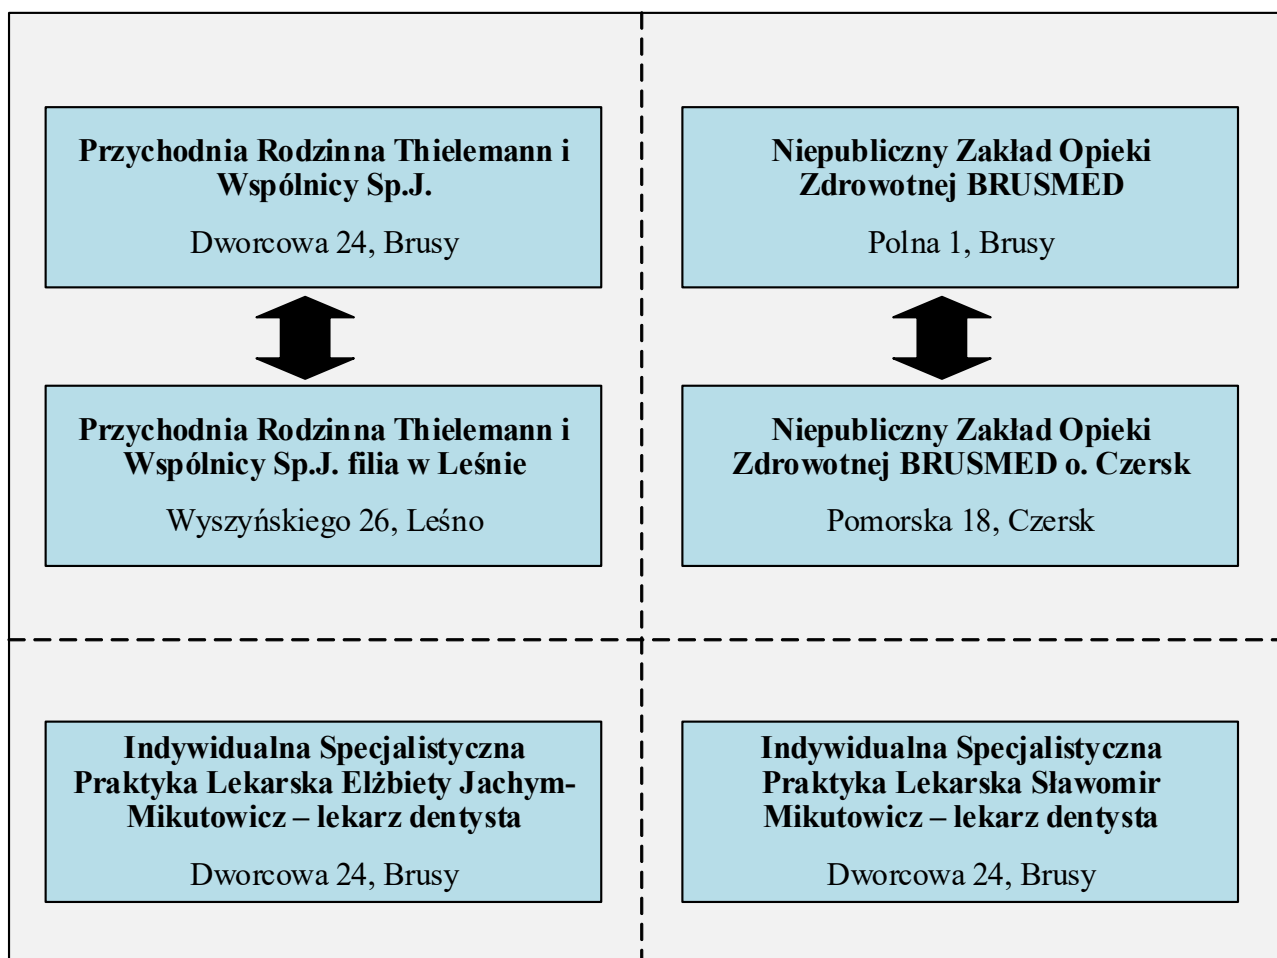 Przychodnia Rodzinna Thielemann i
Wspólnicy Sp.J.
Dworcowa 24, Brusy
Niepubliczny Zakład Opieki
Zdrowotnej BRUSMED
Polna 1, Brusy
Przychodnia Rodzinna Thielemann i
Wspólnicy Sp.J. filia w Leśnie
Wyszyńskiego 26, Leśno
Niepubliczny Zakład Opieki
Zdrowotnej BRUSMED o. Czersk
Pomorska 18, Czersk
Indywidualna Specjalistyczna
Praktyka Lekarska Elżbiety Jachym-
Mikutowicz – lekarz dentysta
Dworcowa 24, Brusy
Indywidualna Specjalistyczna
Praktyka Lekarska Sławomir
Mikutowicz – lekarz dentysta
Dworcowa 24, Brusy